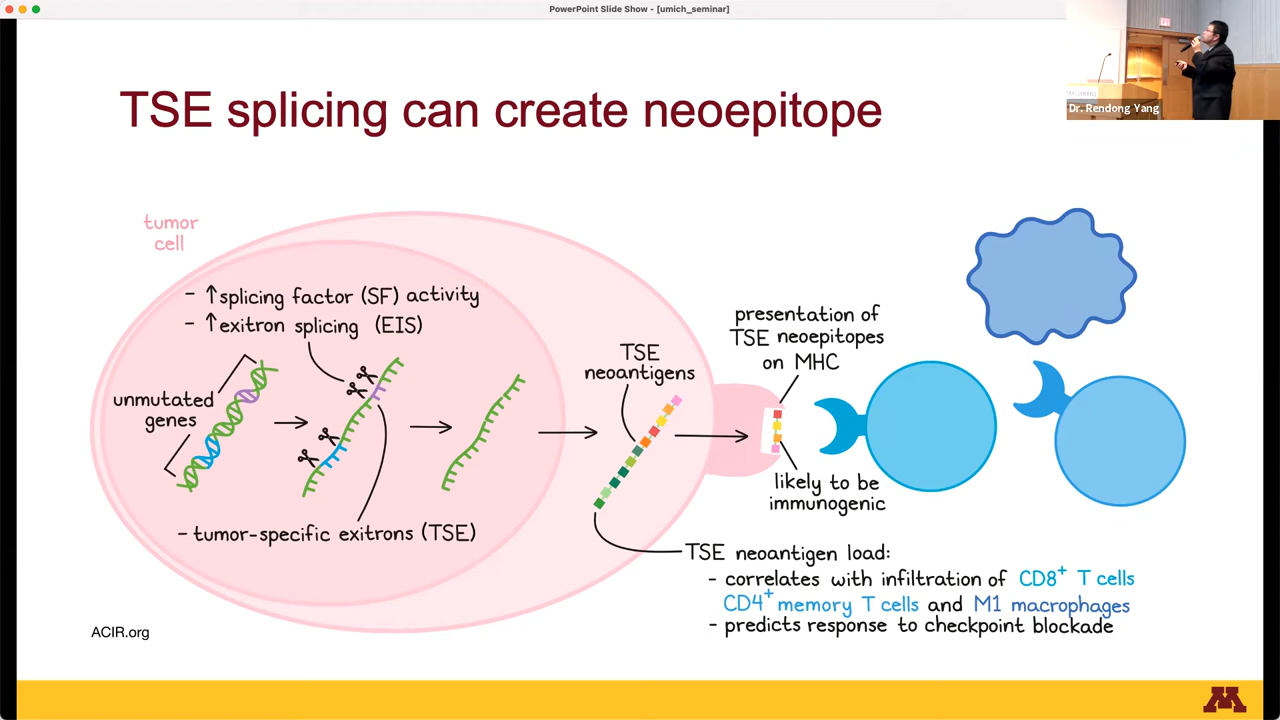 PowerPoint Slide Show - [umich_seminar]
Dr. Rendong Yang
TSE splicing can create neoepitope
tumor
cell
- ↑splicing factor (SF) activity
- ↑exitron splicing (EIS)
unmutated
genes
- tumor-specific exitrons (TSE)
TSE
neoantigens
presentation of
TSE neoepitopes
on MHC
likely to be
immunogenic
TSE neoantigen load:
- correlates with infiltration of CD8+ T cells
CD4+ memory T cells and M1 macrophages
- predicts response to checkpoint blockade
ACIR.org
M